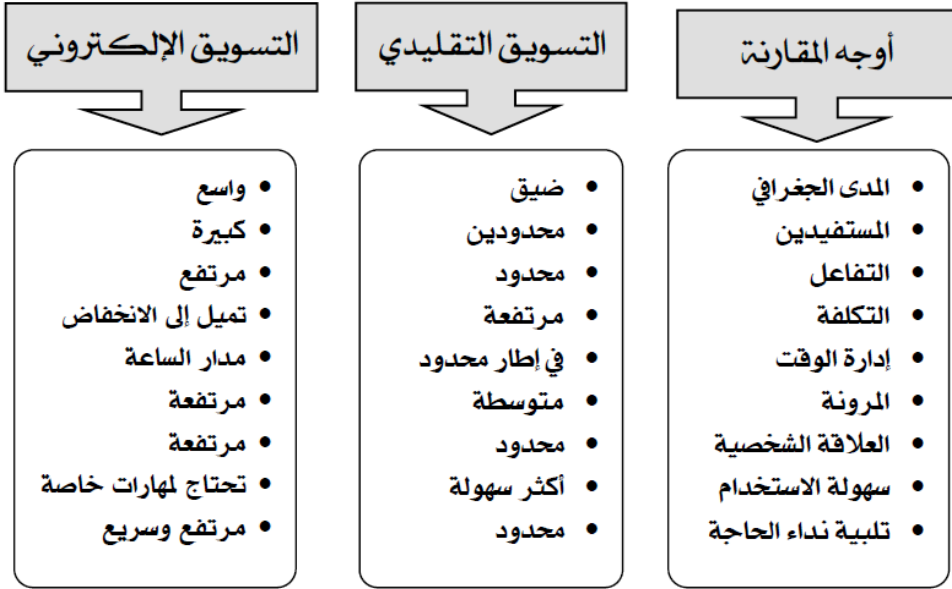 أوجه المقارنة
المدى الجغرافي
المستفيدين
التفاعل
التكلفة
إدارة الوقت
المرونة
العلاقة الشخصية
سهولة الاستخدام
تلبية نداء الحاجة
التسويق التقليدي
ضيق
محدودين
محدود
مرتفعة
في إطار محدود
متوسطة
محدود
أكثر سهولة
محدود
التسويق الإلكتروني
واسع
كبيرة
مرتفع
تميل إلى الانخفاض
مدار الساعة
مرتفعة
مرتفعة
تحتاج لمهارات خاصة
مرتفع وسريع